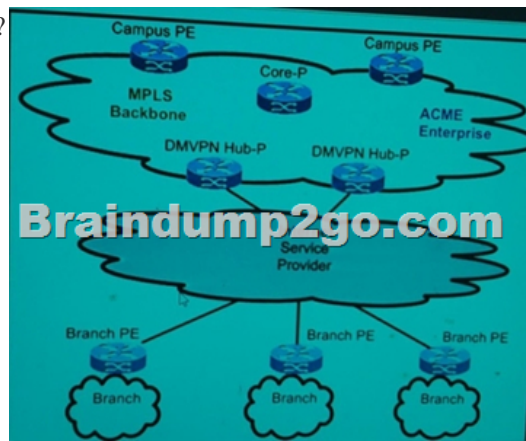 ?
Campus PE
Campus PE
Core-P
MPLS
Backbone
ACME
Enterprise
DMVPN Hub-P
DMVPN Hub-P
Braindump2go.com
Service
Provider
Branch PE
Branch PE
Branch PE
Branch
Branch
Branch